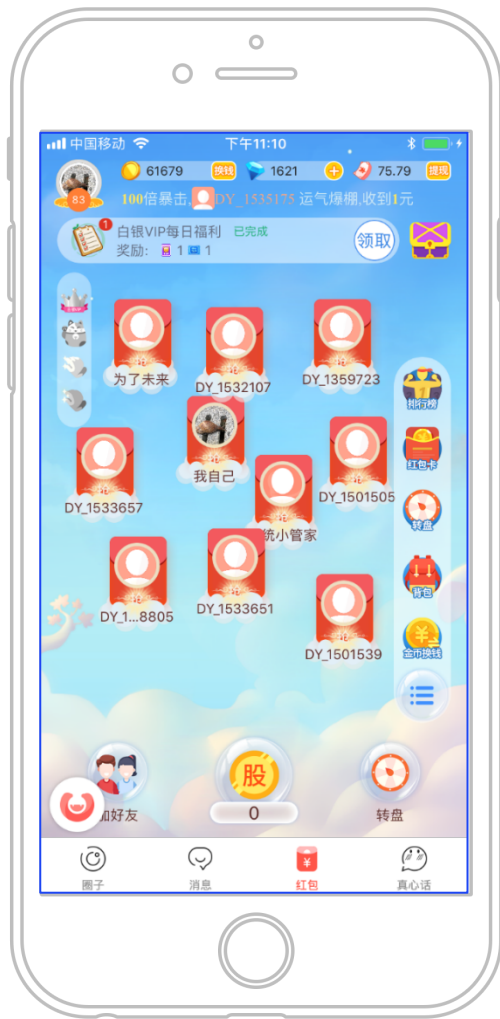 中国移动
下午11:10
83
61679
换钱
1621
75.79
提现
100倍暴击,DY_1535175 运气爆棚,收到1元
1
白银VIP每日福利 已完成
奖励: 1 1
领取
为了未来
DY_1532107
DY_1359723
排行榜
我自己
红包卡
DY_1533657
DY_1501505
统小管家
转盘
DY_1...8805
DY_1533651
背包
DY_1501539
金币换钱
股
0
加好友
转盘
圈子
消息
红包
真心话